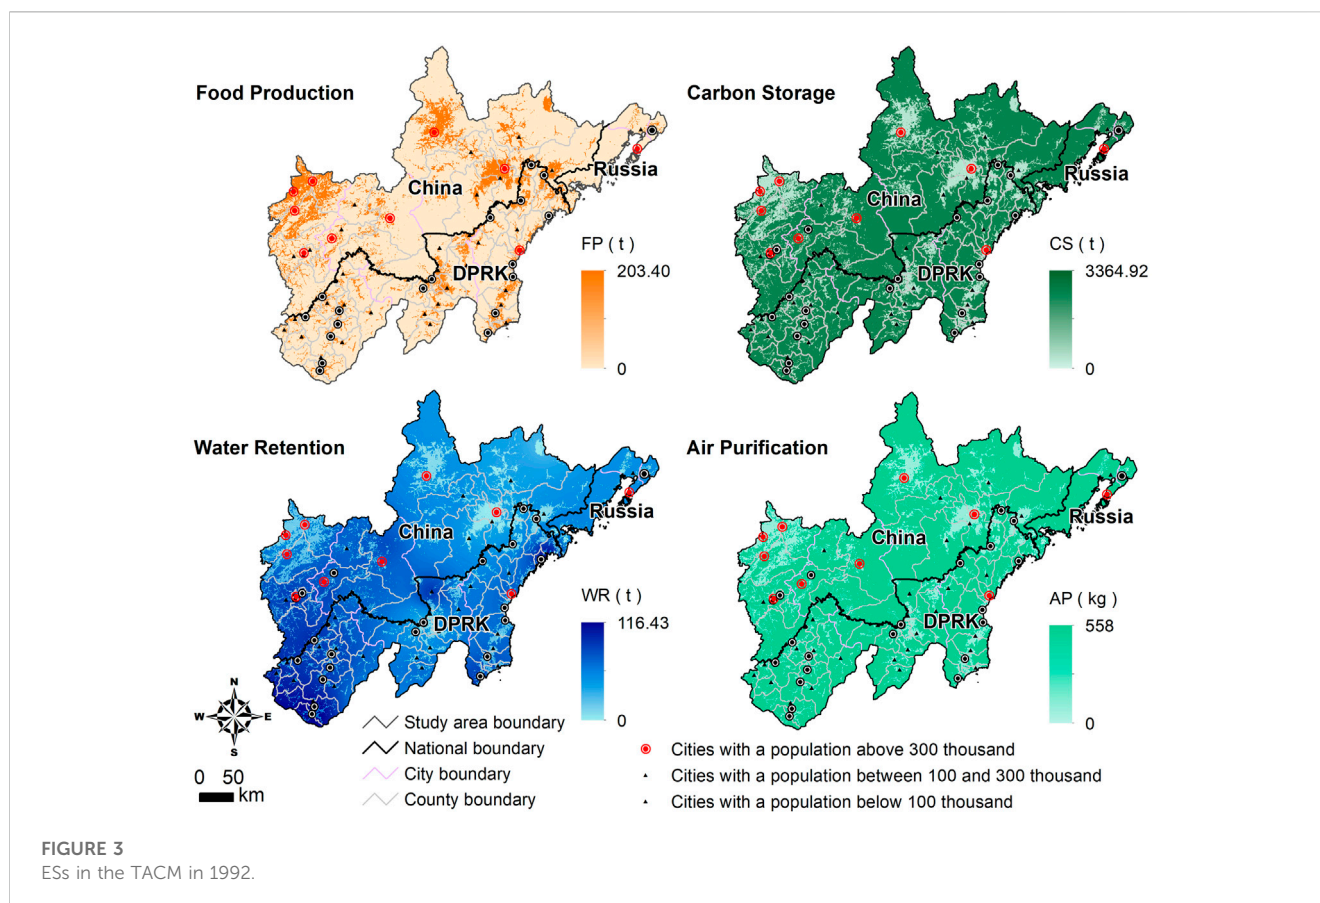 Food Production
China
Russia
DPRK
FP ( t )
203.40
0
Carbon Storage
China
Russia
DPRK
CS ( t )
3364.92
0
Water Retention
China
Russia
DPRK
WR ( t )
116.43
0
Air Purification
China
Russia
DPRK
AP ( kg )
558
0
N
W E
S
0 50
km
Study area boundary
National boundary
City boundary
County boundary
Cities with a population above 300 thousand
Cities with a population between 100 and 300 thousand
Cities with a population below 100 thousand
FIGURE 3
ESs in the TACM in 1992.